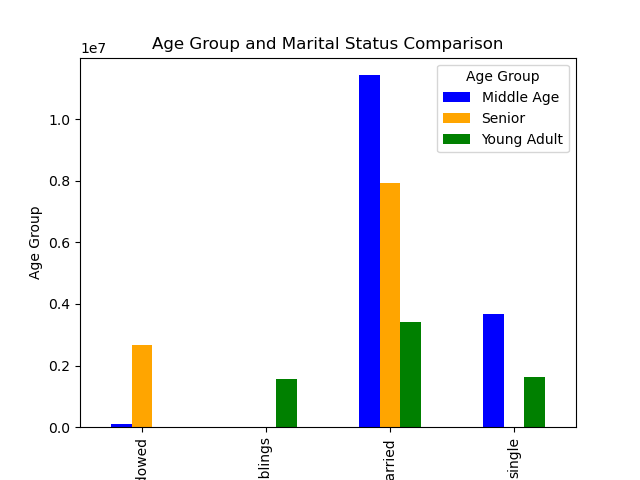 Age Group and Marital Status Comparison
1e7
Age Group
Middle Age
Senior
Young Adult
1.0
0.8
0.6
0.4
0.2
0.0
Age Group
dowed
blings
arried
single